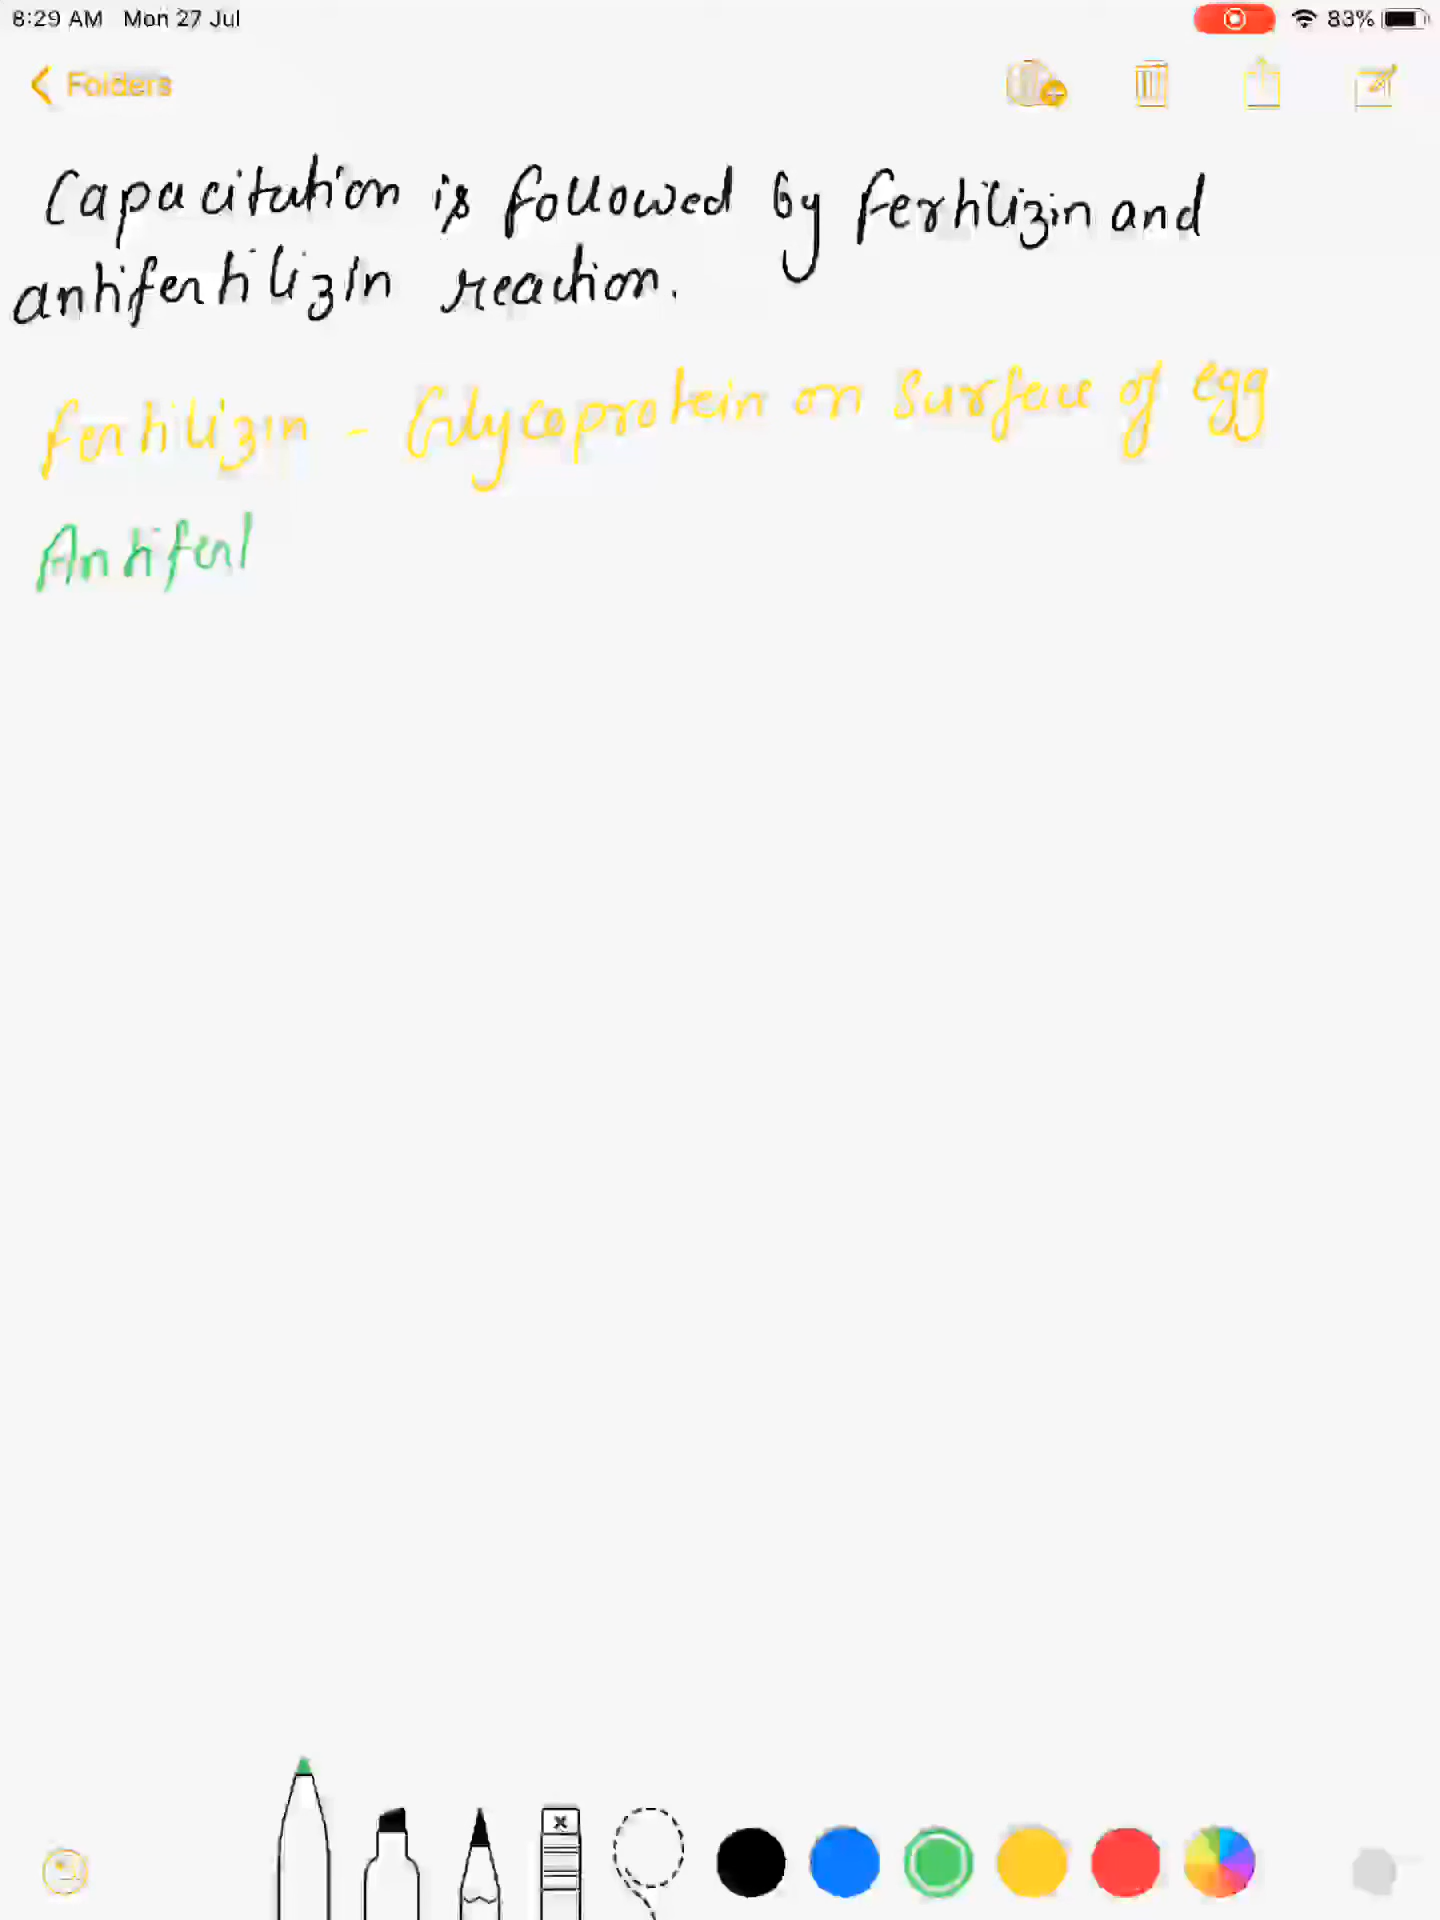 8:29 AM Mon 27 Jul 83%
Folders
Capacitation is followed by fertilizin and
antifertilizin reaction.
fertilizin - Glycoprotein on surface of egg
Antifert